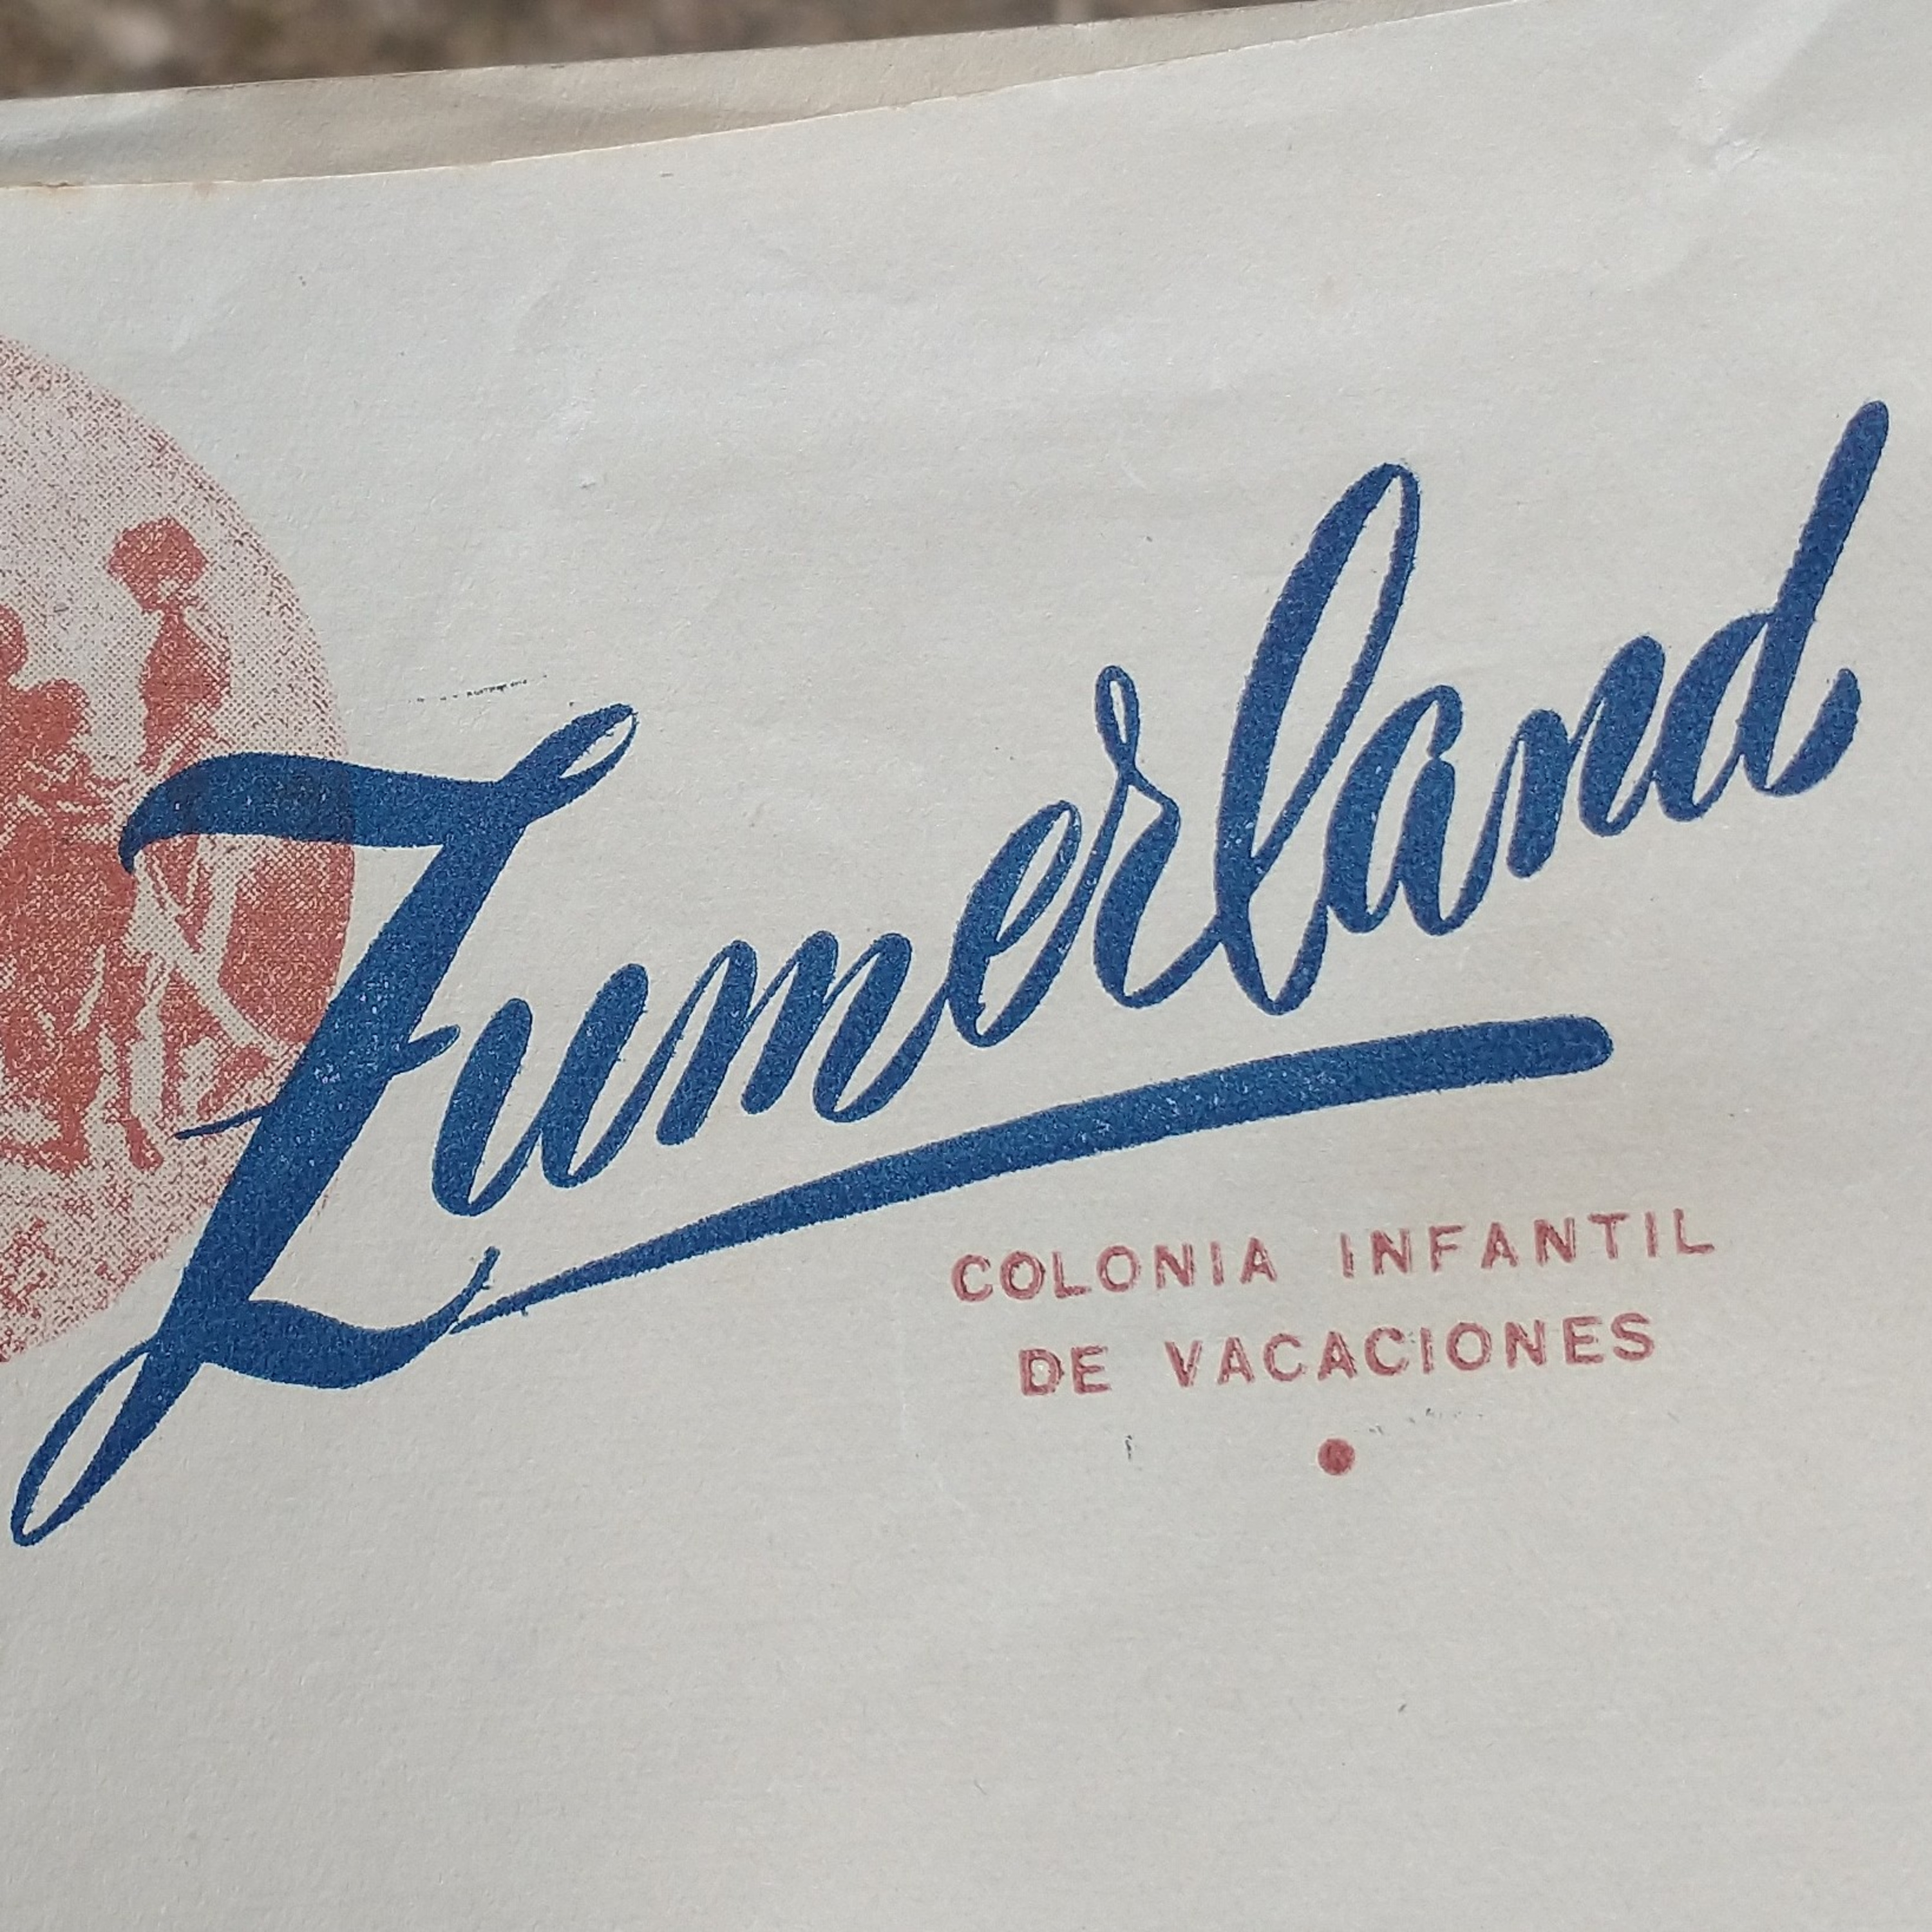 Zumerland
COLONIA INFANTIL
DE VACACIONES